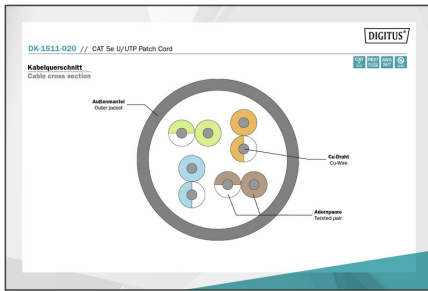 DIGITUS®
DK-1511-020 // CAT 5e U/UTP Patch Cord
Kabelquerschnitt
Cable cross section
Außenmantel
Outer jacket
Cu-Draht
Cu-Wire
Adernpaare
Twisted pair